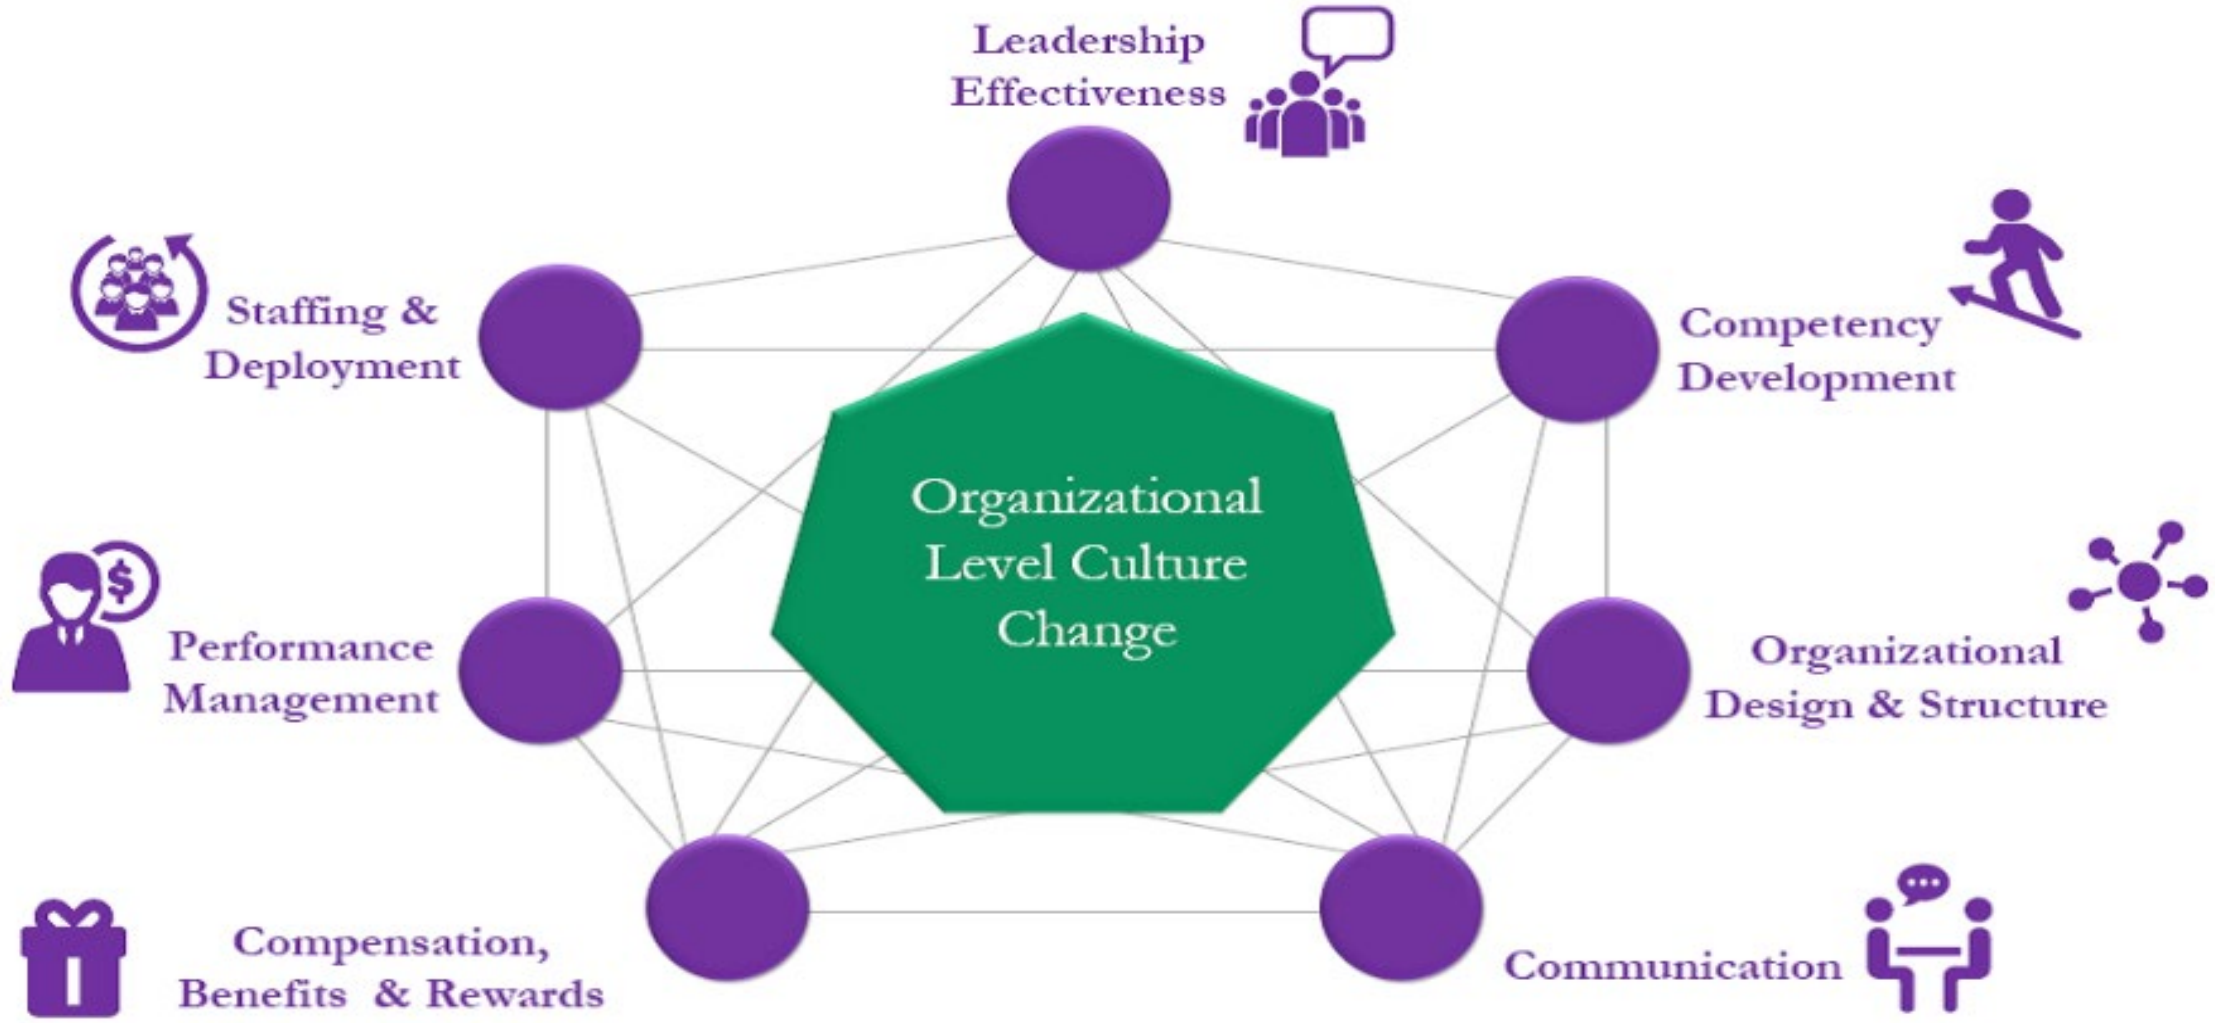 Leadership
Effectiveness
Staffing &
Deployment
Competency
Development
Organizational
Level Culture
Change
$
Performance
Management
Organizational
Design & Structure
Compensation,
Benefits & Rewards
Communication